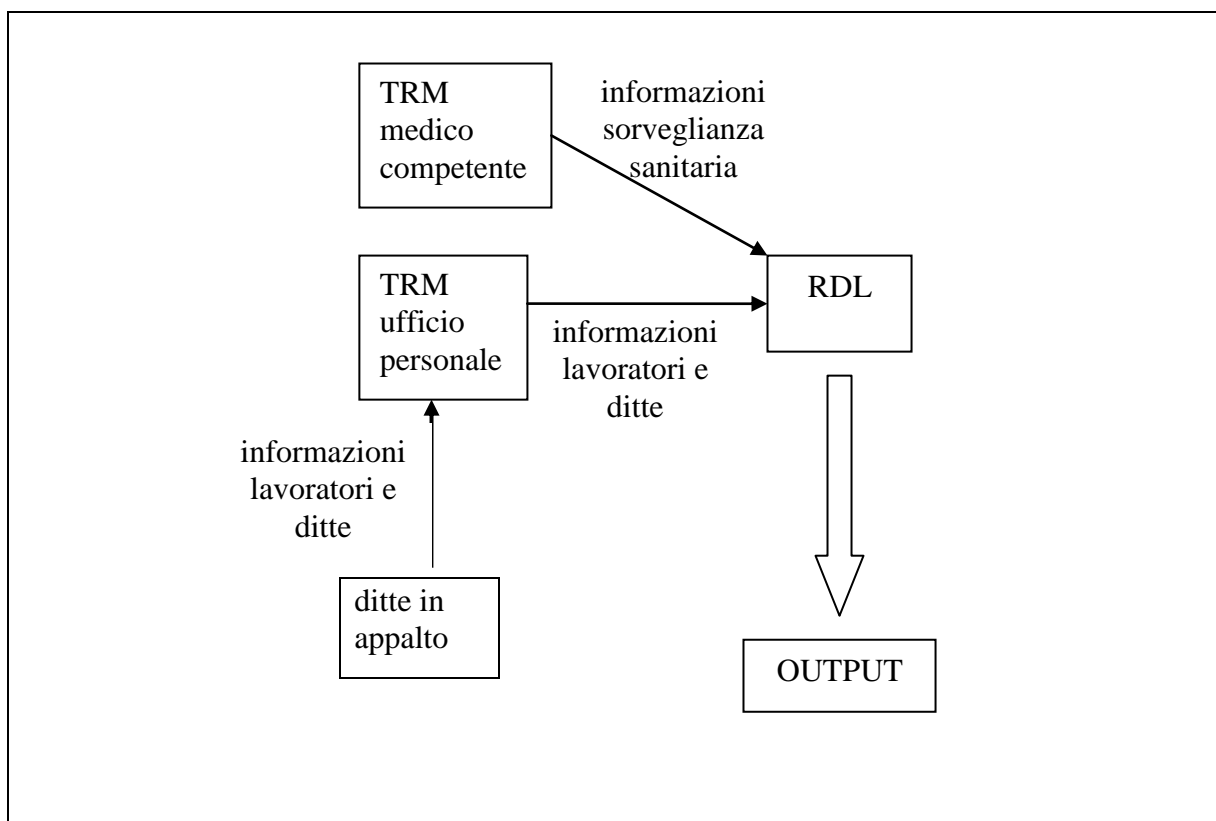 TRM
medico
competente
informazioni
sorveglianza
sanitaria
TRM
ufficio
personale
informazioni
lavoratori e
ditte
RDL
informazioni
lavoratori e
ditte
ditte in
appalto
OUTPUT